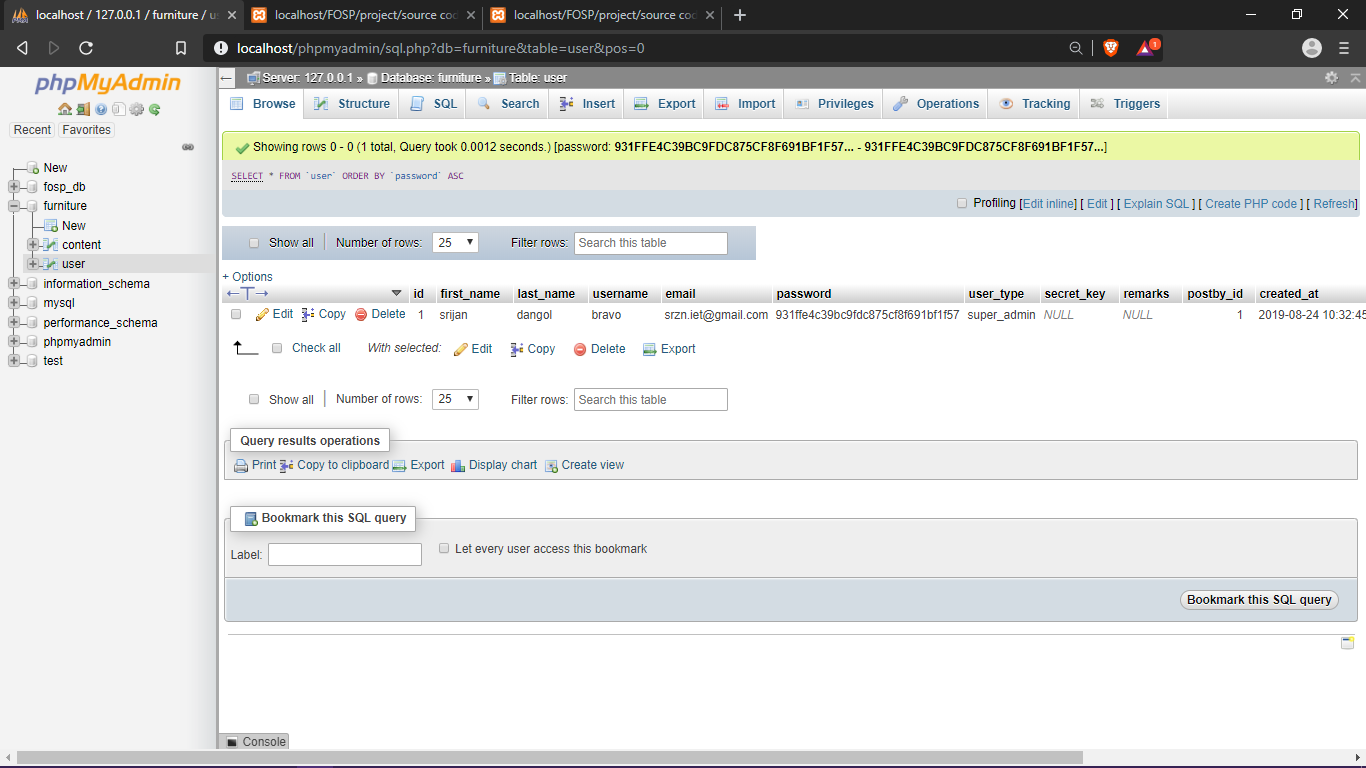 localhost / 127.0.0.1 / furniture / us
localhost/FOSP/project/source cod
localhost/FOSP/project/source cod
localhost/phpmyadmin/sql.php?db=furniture&table=user&pos=0
1
phpMyAdmin
Recent Favorites
New
fosp_db
furniture
New
content
user
information_schema
mysql
performance_schema
phpmyadmin
test
Server: 127.0.0.1 » Database: furniture » Table: user
Browse Structure SQL Search Insert Export Import Privileges Operations Tracking Triggers
Showing rows 0 - 0 (1 total, Query took 0.0012 seconds.) [password: 931FFE4C39BC9FDC875CF8F691BF1F57... - 931FFE4C39BC9FDC875CF8F691BF1F57...]
SELECT * FROM `user` ORDER BY `password` ASC
Profiling [Edit inline] [ Edit ] [ Explain SQL ] [ Create PHP code ] [ Refresh]
Show all Number of rows: 25 Filter rows: Search this table
+ Options
←T→ id first_name last_name username email password user_type secret_key remarks postby_id created_at
Edit Copy Delete 1 srijan dangol bravo srzn.iet@gmail.com 931ffe4c39bc9fdc875cf8f691bf1f57 super_admin NULL NULL 1 2019-08-24 10:32:45
Check all With selected: Edit Copy Delete Export
Show all Number of rows: 25 Filter rows: Search this table
Query results operations
Print Copy to clipboard Export Display chart Create view
Bookmark this SQL query
Label: Let every user access this bookmark
Bookmark this SQL query
Console